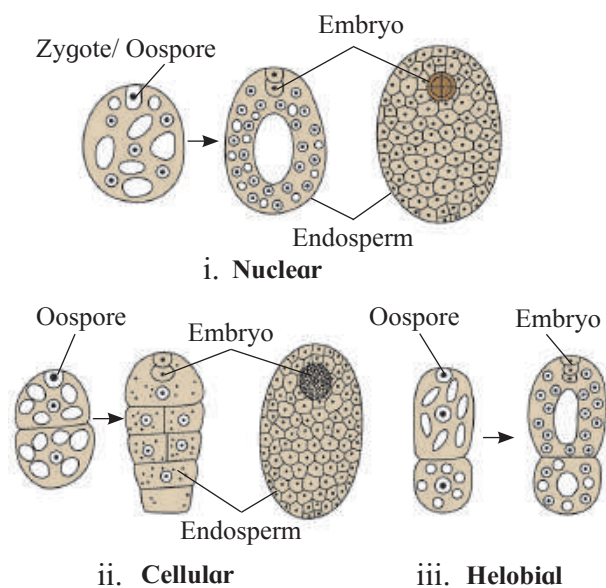 Embryo
Zygote/ Oospore
Endosperm
i. Nuclear
Oospore
Embryo
Endosperm
ii. Cellular
Oospore
Embryo
iii. Helobial